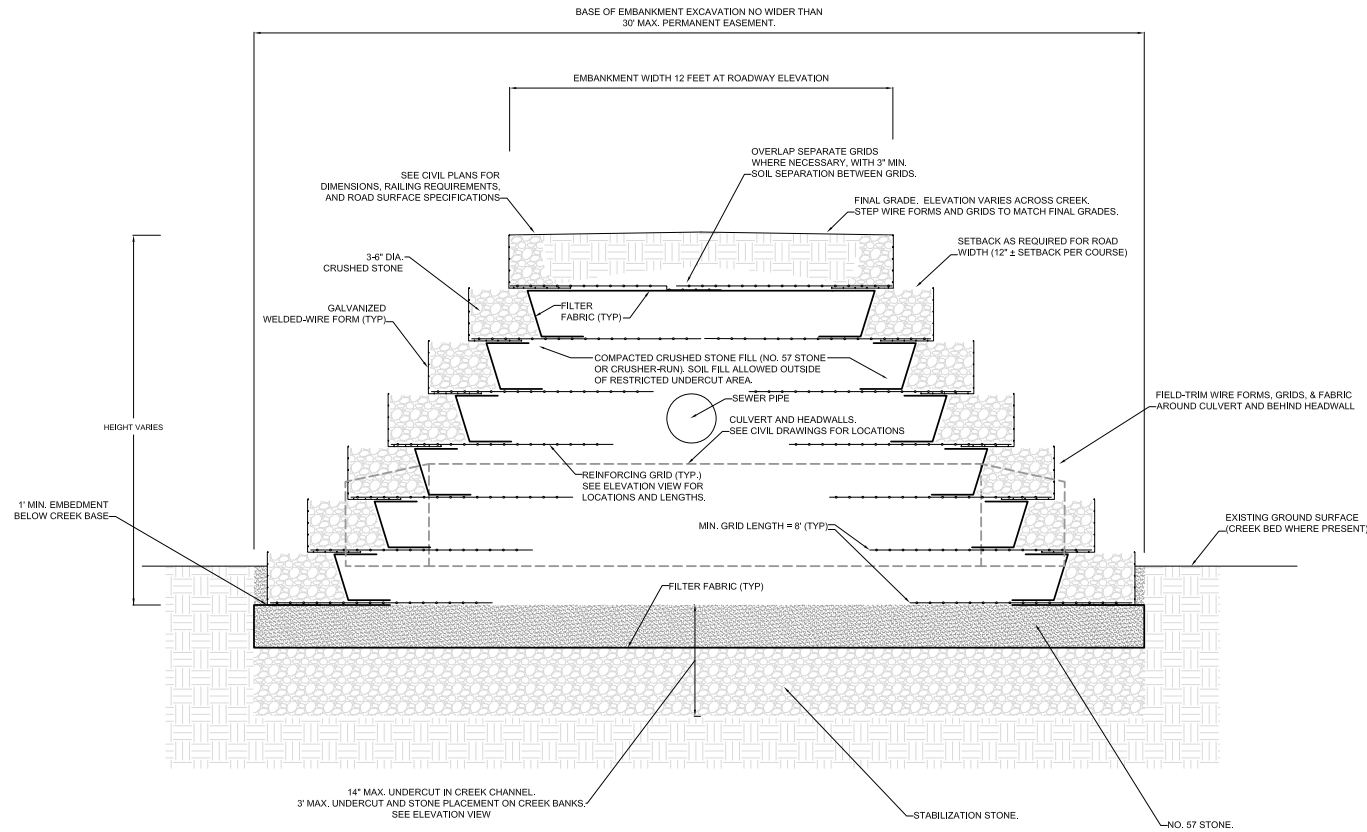 BASE OF EMBANKMENT EXCAVATION NO WIDER THAN
30' MAX. PERMANENT EASEMENT.
EMBANKMENT WIDTH 12 FEET AT ROADWAY ELEVATION
OVERLAP SEPARATE GRIDS
WHERE NECESSARY, WITH 3" MIN.
SOIL SEPARATION BETWEEN GRIDS.
SEE CIVIL PLANS FOR
DIMENSIONS, RAILING REQUIREMENTS,
AND ROAD SURFACE SPECIFICATIONS
FINAL GRADE. ELEVATION VARIES ACROSS CREEK.
STEP WIRE FORMS AND GRIDS TO MATCH FINAL GRADES.
SETBACK AS REQUIRED FOR ROAD
WIDTH (12" ± SETBACK PER COURSE)
3-6" DIA.
CRUSHED STONE
GALVANIZED
WELDED-WIRE FORM (TYP)
FILTER
FABRIC (TYP)
COMPACTED CRUSHED STONE FILL (NO. 57 STONE
OR CRUSHER-RUN). SOIL FILL ALLOWED OUTSIDE
OF RESTRICTED UNDERCUT AREA.
SEWER PIPE
FIELD-TRIM WIRE FORMS, GRIDS, & FABRIC
AROUND CULVERT AND BEHIND HEADWALL
CULVERT AND HEADWALLS.
SEE CIVIL DRAWINGS FOR LOCATIONS
HEIGHT VARIES
REINFORCING GRID (TYP.)
SEE ELEVATION VIEW FOR
LOCATIONS AND LENGTHS.
1' MIN. EMBEDMENT
BELOW CREEK BASE
MIN. GRID LENGTH = 8' (TYP)
EXISTING GROUND SURFACE
(CREEK BED WHERE PRESENT)
FILTER FABRIC (TYP)
14" MAX. UNDERCUT IN CREEK CHANNEL.
3' MAX. UNDERCUT AND STONE PLACEMENT ON CREEK BANKS.
SEE ELEVATION VIEW
STABILIZATION STONE.
NO. 57 STONE.